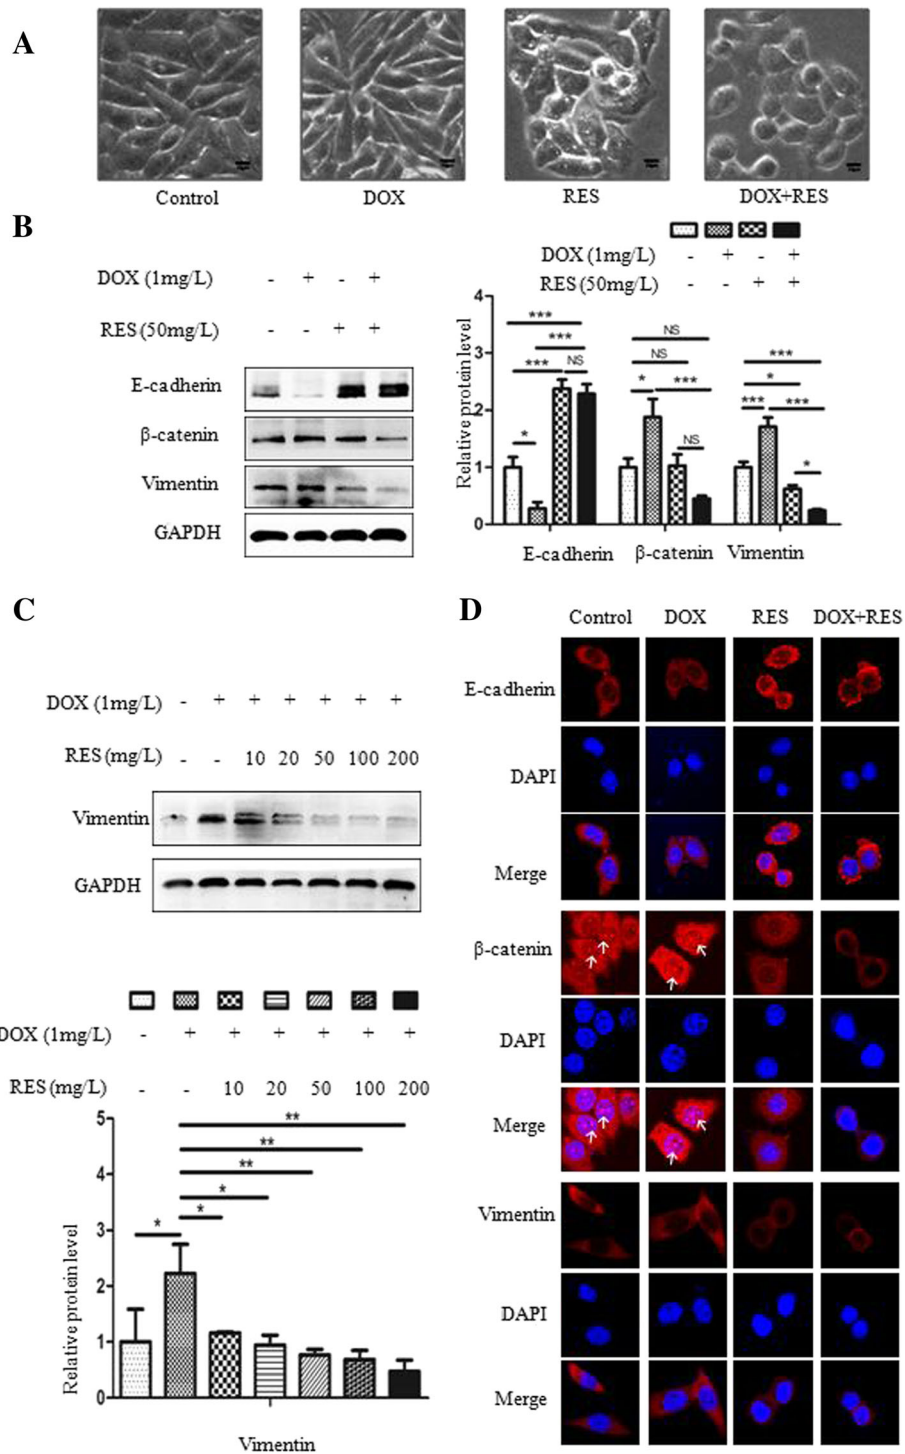 A
Control DOX RES DOX+RES
B
DOX (1mg/L) - + - +
RES (50mg/L) - - + +
E-cadherin
β-catenin
Vimentin
GAPDH
DOX (1mg/L) - + - +
RES (50mg/L) - - + +
Relative protein level
4
3
2
1
0
*** *** *** NS *
NS NS * *** NS
*** * *** *** *
E-cadherin β-catenin Vimentin
C
DOX (1mg/L) - + + + + + +
RES (mg/L) - - 10 20 50 100 200
Vimentin
GAPDH
DOX (1mg/L) - + + + + + +
RES (mg/L) - - 10 20 50 100 200
Relative protein level
5
4
3
2
1
0
**
**
**
*
*
*
Vimentin
D
Control DOX RES DOX+RES
E-cadherin
DAPI
Merge
β-catenin
DAPI
Merge
Vimentin
DAPI
Merge